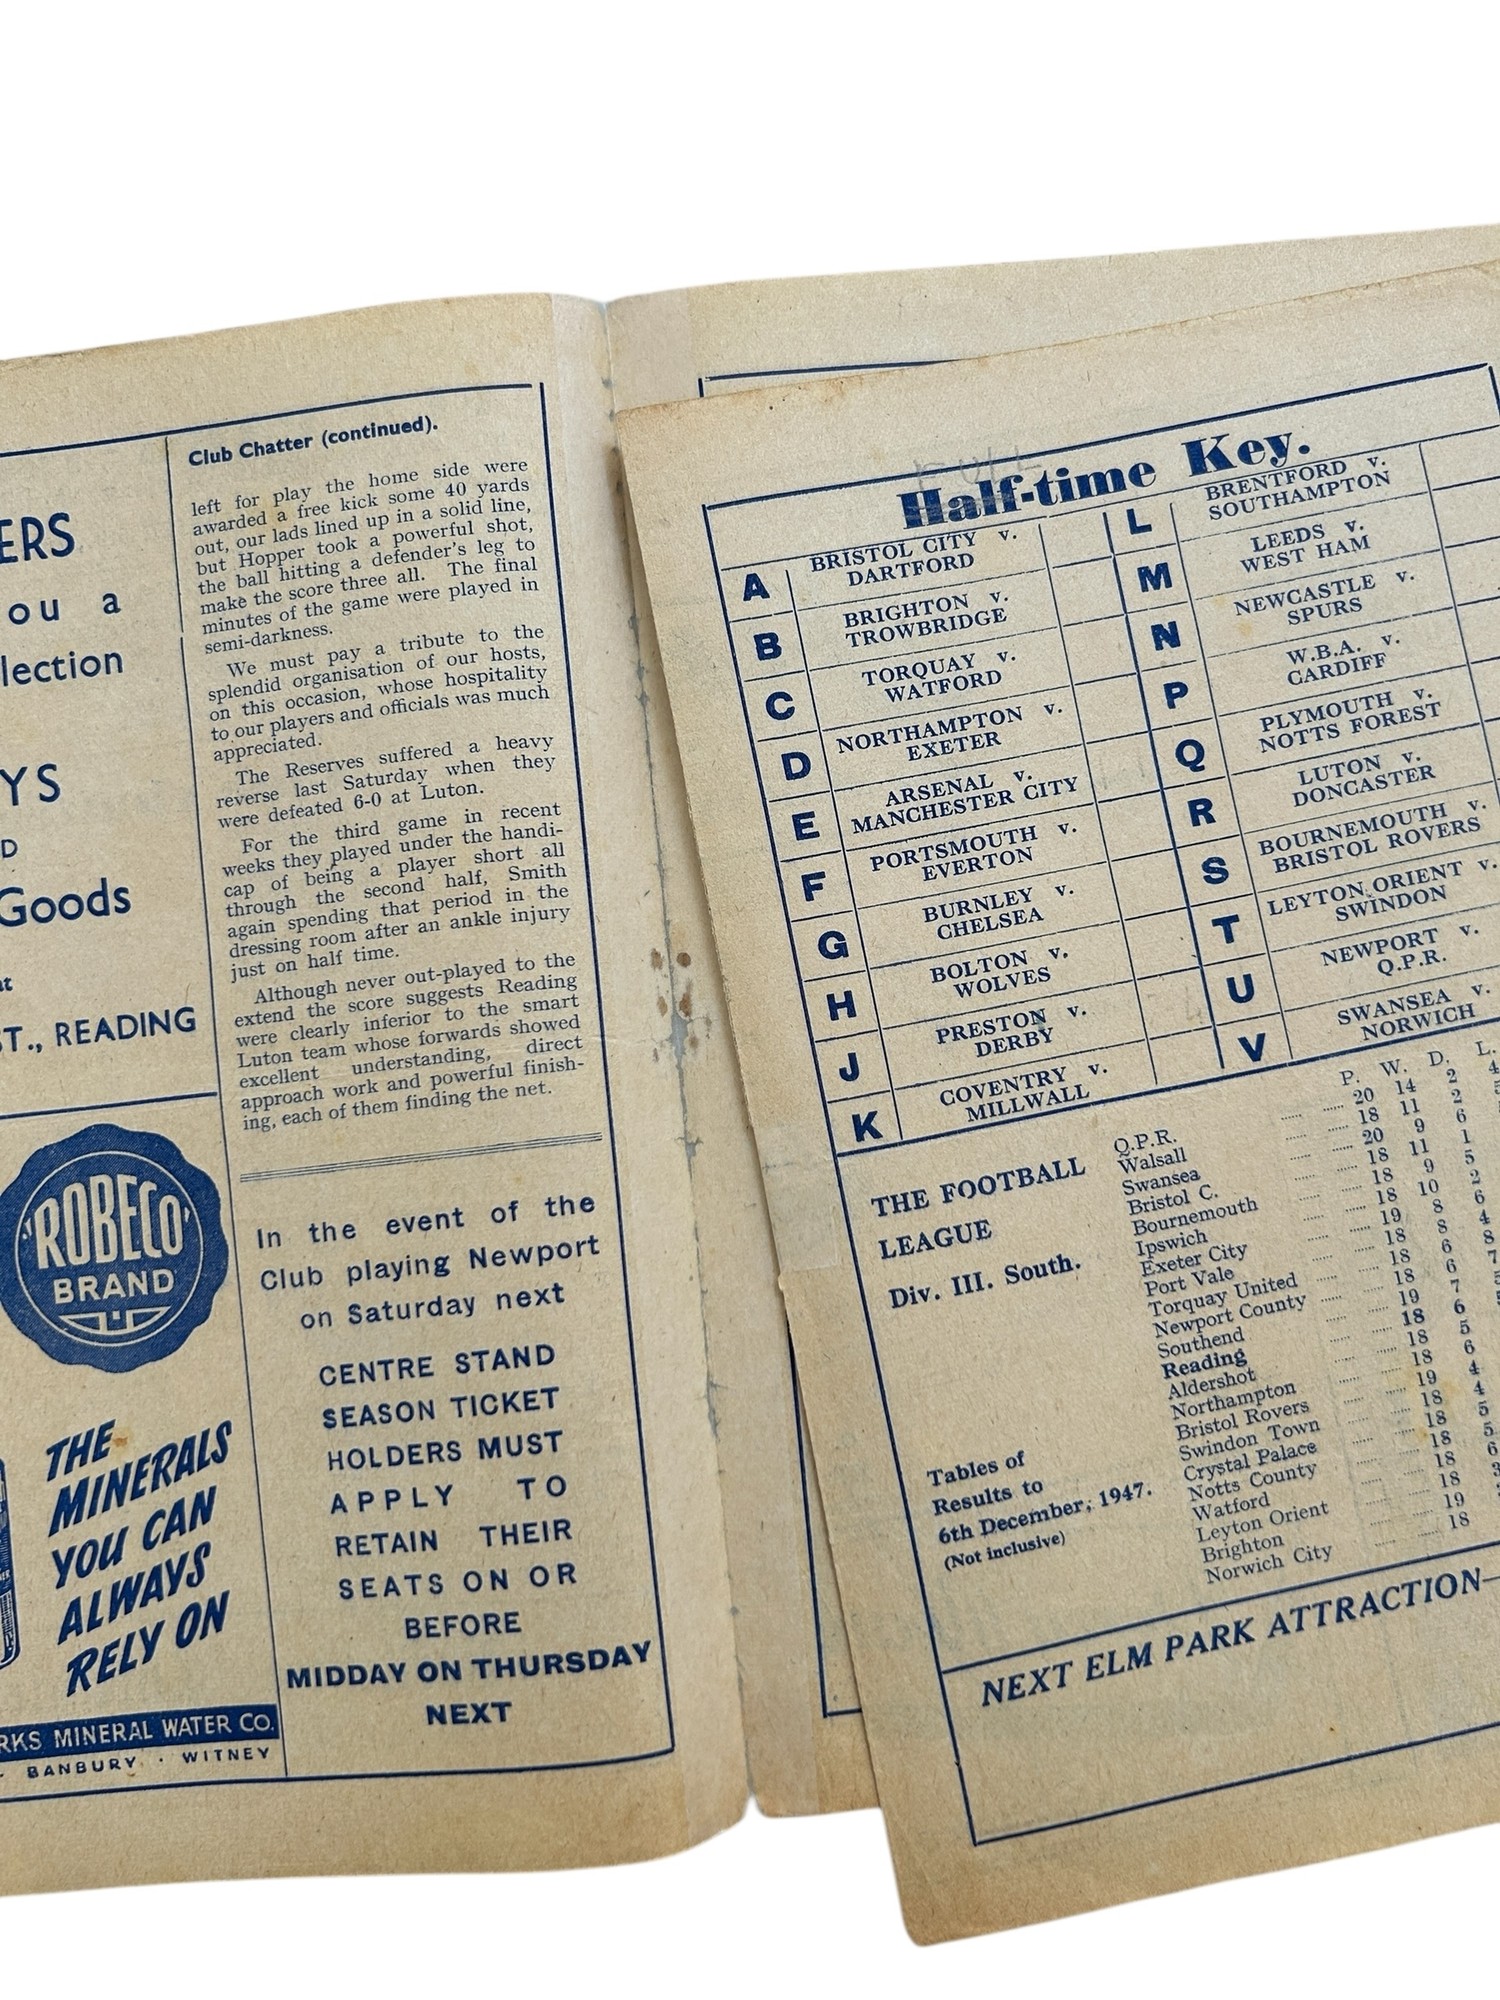 ERS
ou a
lection
YS
D
Goods
at
ST., READING
'ROBECO'
BRAND
THE
MINERALS
YOU CAN
ALWAYS
RELY ON
RKS MINERAL WATER CO.
BANBURY · WITNEY
Club Chatter (continued).
left for play the home side were
awarded a free kick some 40 yards
out, our lads lined up in a solid line,
but Hopper took a powerful shot,
the ball hitting a defender's leg to
make the score three all. The final
minutes of the game were played in
semi-darkness.
We must pay a tribute to the
splendid organisation of our hosts,
on this occasion, whose hospitality
to our players and officials was much
appreciated.
The Reserves suffered a heavy
reverse last Saturday when they
were defeated 6-0 at Luton.
For the third game in recent
weeks they played under the handi-
cap of being a player short all
through the second half, Smith
again spending that period in the
dressing room after an ankle injury
just on half time.
Although never out-played to the
extend the score suggests Reading
were clearly inferior to the smart
Luton team whose forwards showed
excellent understanding, direct
approach work and powerful finish-
ing, each of them finding the net.
In the event of the
Club playing Newport
on Saturday next
CENTRE STAND
SEASON TICKET
HOLDERS MUST
APPLY TO
RETAIN THEIR
SEATS ON OR
BEFORE
MIDDAY ON THURSDAY
NEXT
Half-time Key.
A BRISTOL CITY v.
DARTFORD
B BRIGHTON v.
TROWBRIDGE
C TORQUAY v.
WATFORD
D NORTHAMPTON v.
EXETER
E ARSENAL v.
MANCHESTER CITY
F PORTSMOUTH v.
EVERTON
G BURNLEY v.
CHELSEA
H BOLTON v.
WOLVES
J PRESTON v.
DERBY
K COVENTRY v.
MILLWALL
L BRENTFORD v.
SOUTHAMPTON
M LEEDS v.
WEST HAM
N NEWCASTLE v.
SPURS
P W.B.A. v.
CARDIFF
Q PLYMOUTH v.
NOTTS FOREST
R LUTON v.
DONCASTER
S BOURNEMOUTH v.
BRISTOL ROVERS
T LEYTON ORIENT v.
SWINDON
U NEWPORT v.
Q.P.R.
V SWANSEA v.
NORWICH
THE FOOTBALL
LEAGUE
Div. III. South.
Tables of
Results to
6th December, 1947.
(Not inclusive)
P. W. D. L.
Q.P.R. 20 14 2 4
Walsall 18 11 2 5
Swansea 20 9 6
Bristol C. 18 11 1
Bournemouth 18 9 5
Ipswich 18 10 2
Exeter City 19 8 6
Port Vale 18 8 4
Torquay United 18 6 8
Newport County 18 6 7
Southend 19 7 5
Reading 18 6
Aldershot 18 5
Northampton 18 6
Bristol Rovers 19 4
Swindon Town 18 4
Crystal Palace 18 5
Notts County 18 5
Watford 18 6
Leyton Orient 18 3
Brighton 19
Norwich City 18
NEXT ELM PARK ATTRACTION—